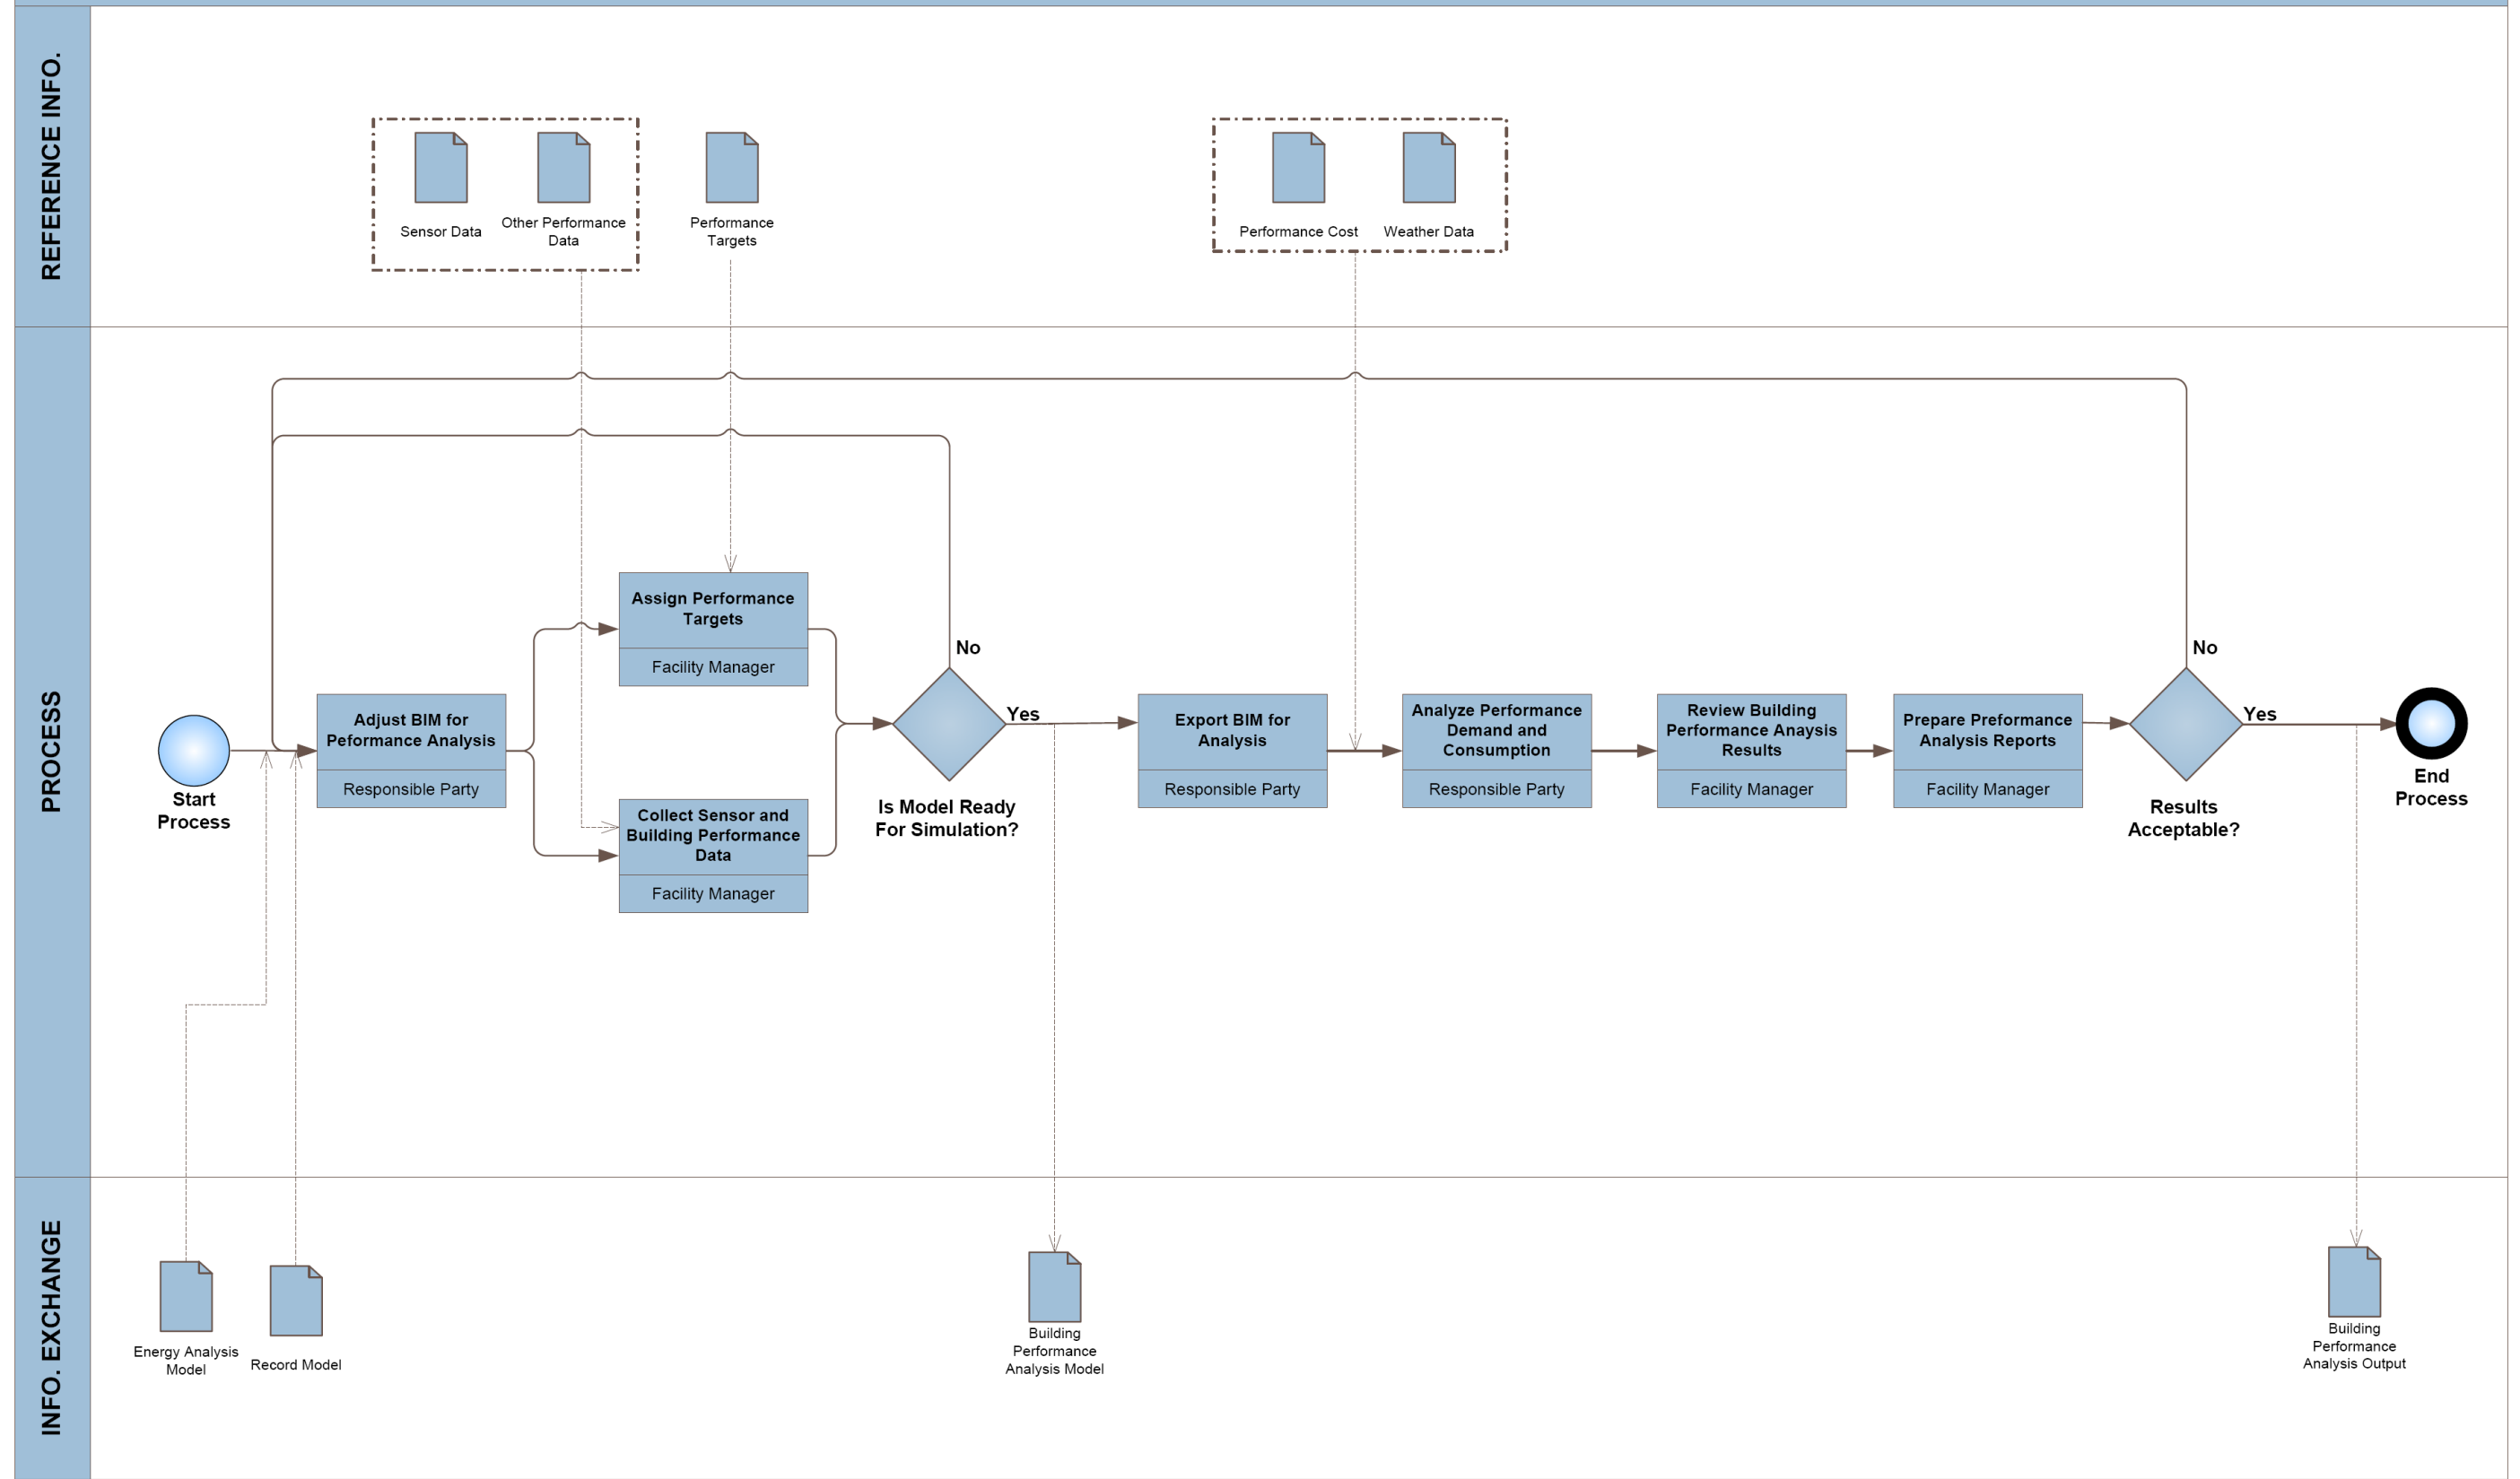 REFERENCE INFO.
Sensor Data
Other Performance
Data
Performance
Targets
Performance Cost
Weather Data
PROCESS
Start
Process
Adjust BIM for
Peformance Analysis
Responsible Party
Assign Performance
Targets
Facility Manager
Collect Sensor and
Building Performance
Data
Facility Manager
No
Yes
Is Model Ready
For Simulation?
Export BIM for
Analysis
Responsible Party
Analyze Performance
Demand and
Consumption
Responsible Party
Review Building
Performance Anaysis
Results
Facility Manager
Prepare Preformance
Analysis Reports
Facility Manager
No
Yes
Results
Acceptable?
End
Process
INFO. EXCHANGE
Energy Analysis
Model
Record Model
Building
Performance
Analysis Model
Building
Performance
Analysis Output